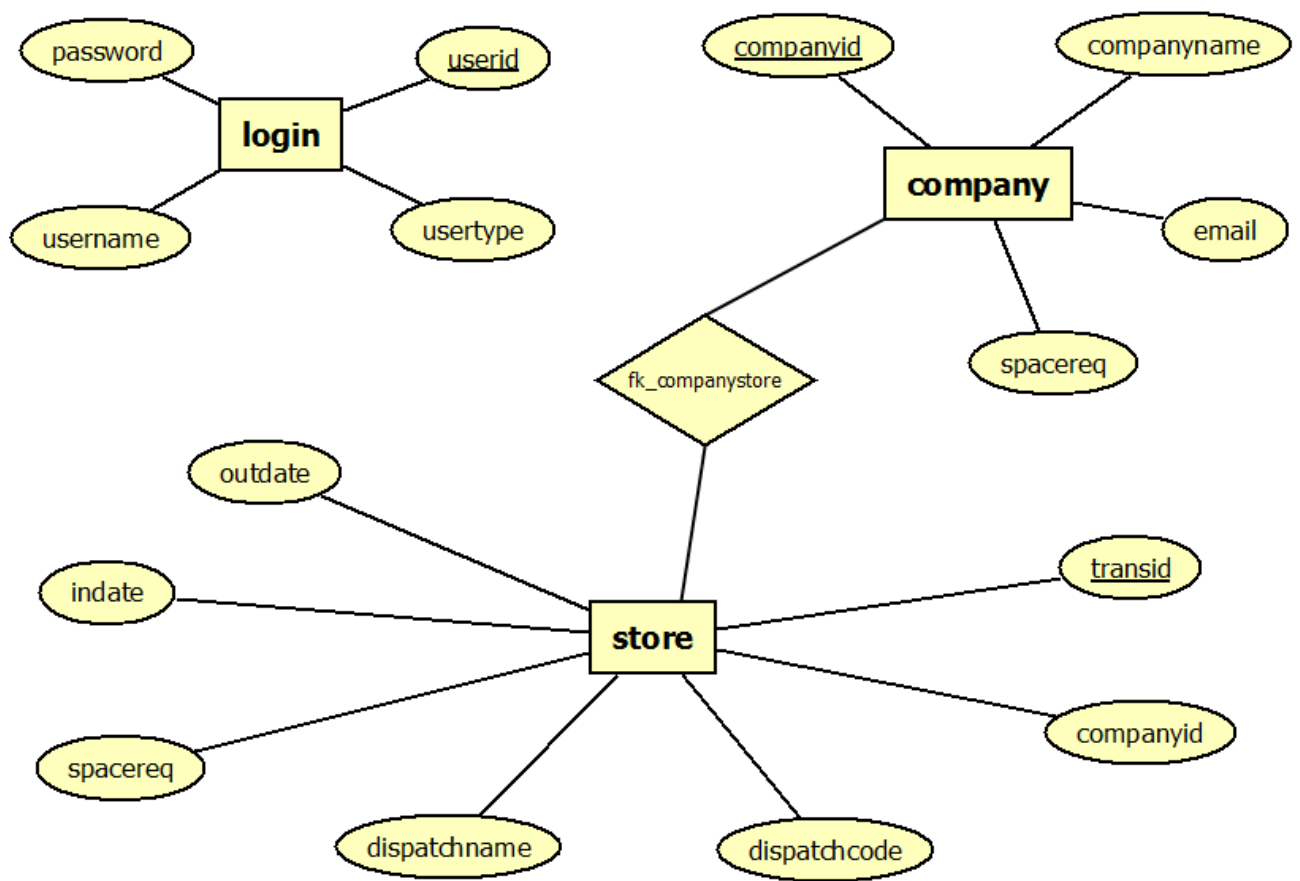 password
userid
login
username
usertype
companyid
companyname
company
email
spacereq
fk_companystore
outdate
indate
store
transid
companyid
spacereq
dispatchname
dispatchcode